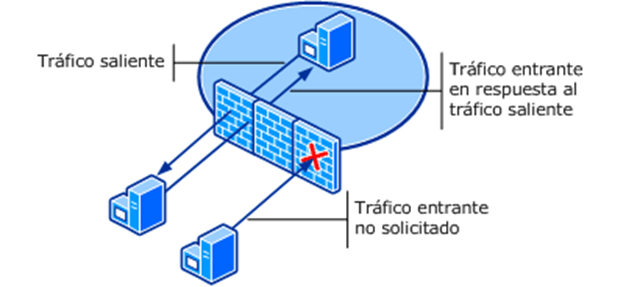 Tráfico saliente
Tráfico entrante
en respuesta al
tráfico saliente
Tráfico entrante
no solicitado